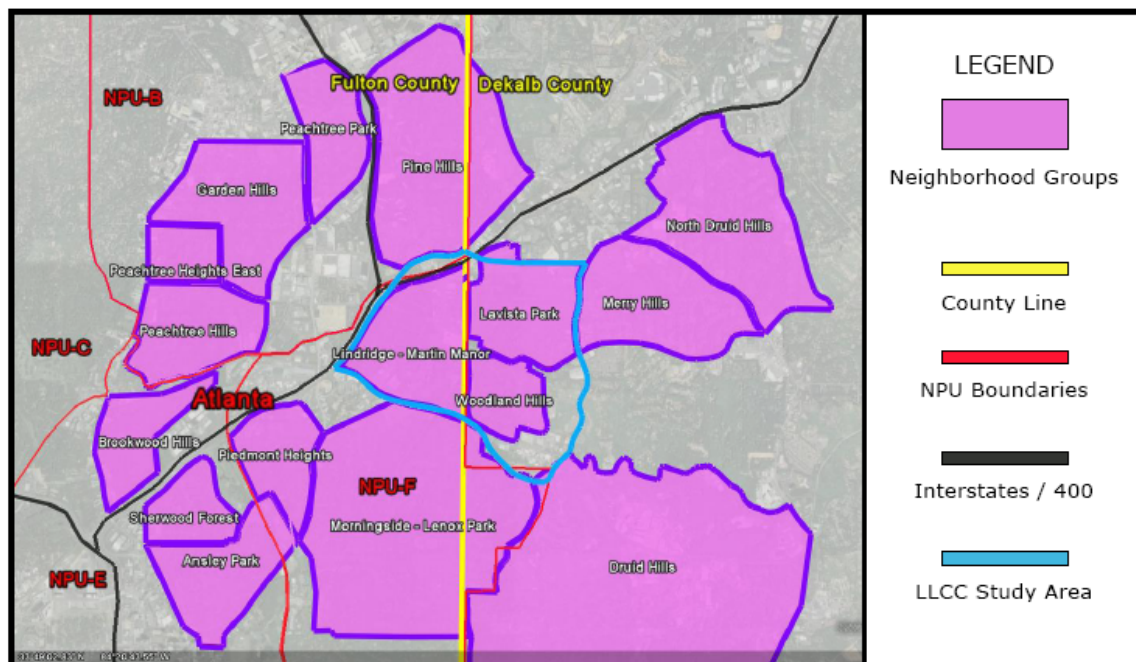 Fulton County
Dekalb County
NPU-B
Peachtree Park
Pine Hills
Garden Hills
North Druid Hills
Peachtree Heights East
Merry Hills
Lavista Park
Peachtree Hills
NPU-C
Lindridge - Martin Manor
Atlanta
Woodland Hills
Brookwood Hills
Piedmont Heights
NPU-F
Sherwood Forest
Morningside - Lenox Park
Ansley Park
Druid Hills
NPU-E
LEGEND
Neighborhood Groups
County Line
NPU Boundaries
Interstates / 400
LLCC Study Area